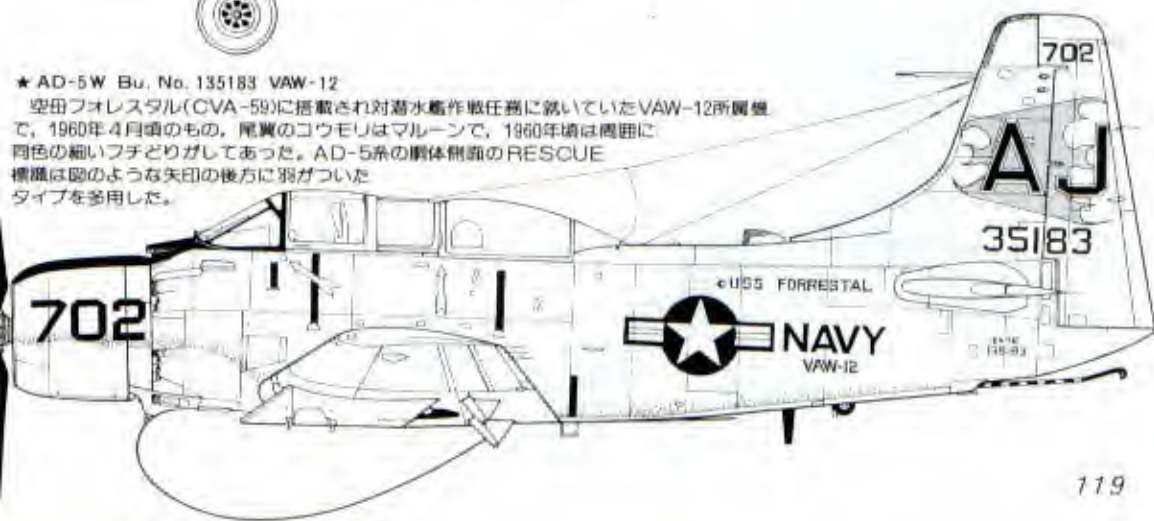 ★ AD-5W Bu. No. 135183 VAW-12
空母フォレスタル(CVA-59)に搭載され対潜水艦作戦任務に就いていたVAW-12所属機
で，1960年4月頃のもの。尾翼のコウモリはマルーンで，1960年頃は周囲に
同色の細いフチどりがしてあった。AD-5系の胴体側面のRESCUE
標識は図のような矢印の後方に羽がついた
タイプを多用した。
702
AJ
35183
USS FORRESTAL
702
NAVY
VAW-12
135183
119